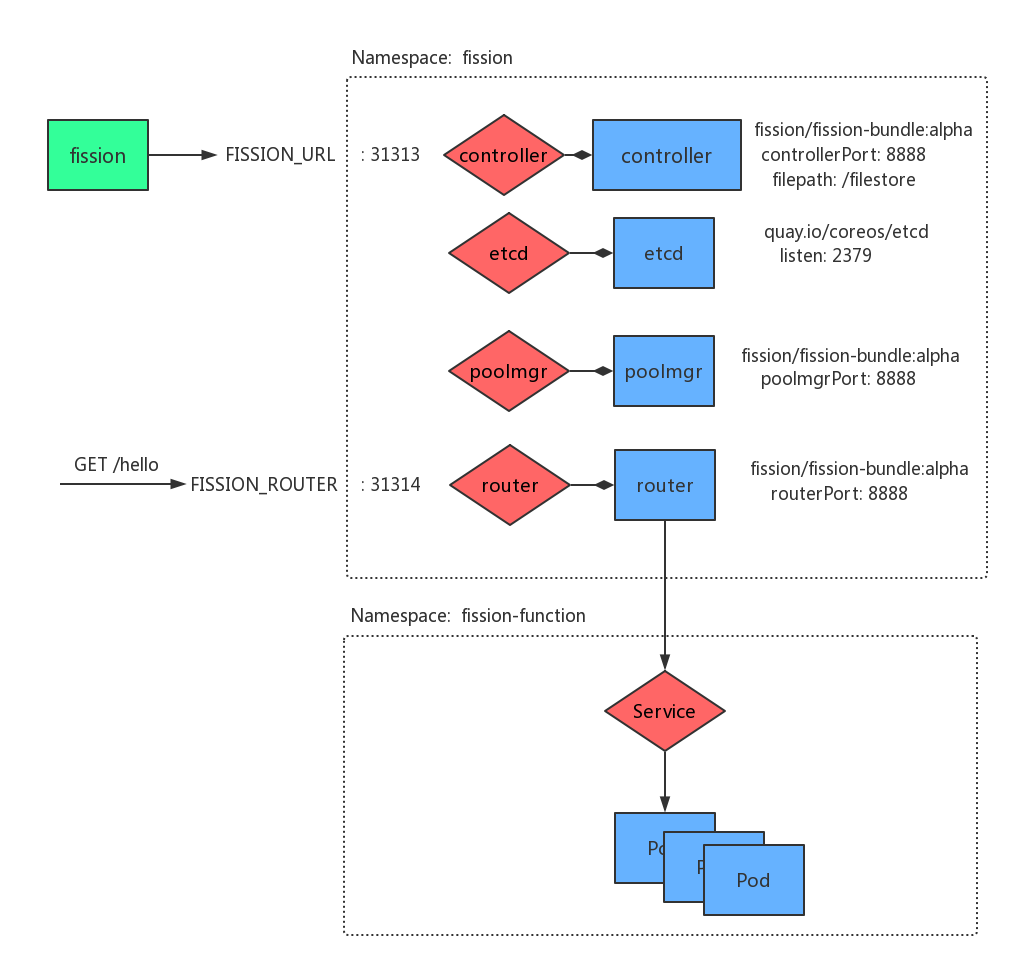 Namespace: fission
fission
FISSION_URL
: 31313
controller
controller
fission/fission-bundle:alpha
controllerPort: 8888
filepath: /filestore
etcd
etcd
quay.io/coreos/etcd
listen: 2379
poolmgr
poolmgr
fission/fission-bundle:alpha
poolmgrPort: 8888
GET /hello
FISSION_ROUTER
: 31314
router
router
fission/fission-bundle:alpha
routerPort: 8888
Namespace: fission-function
Service
Pod